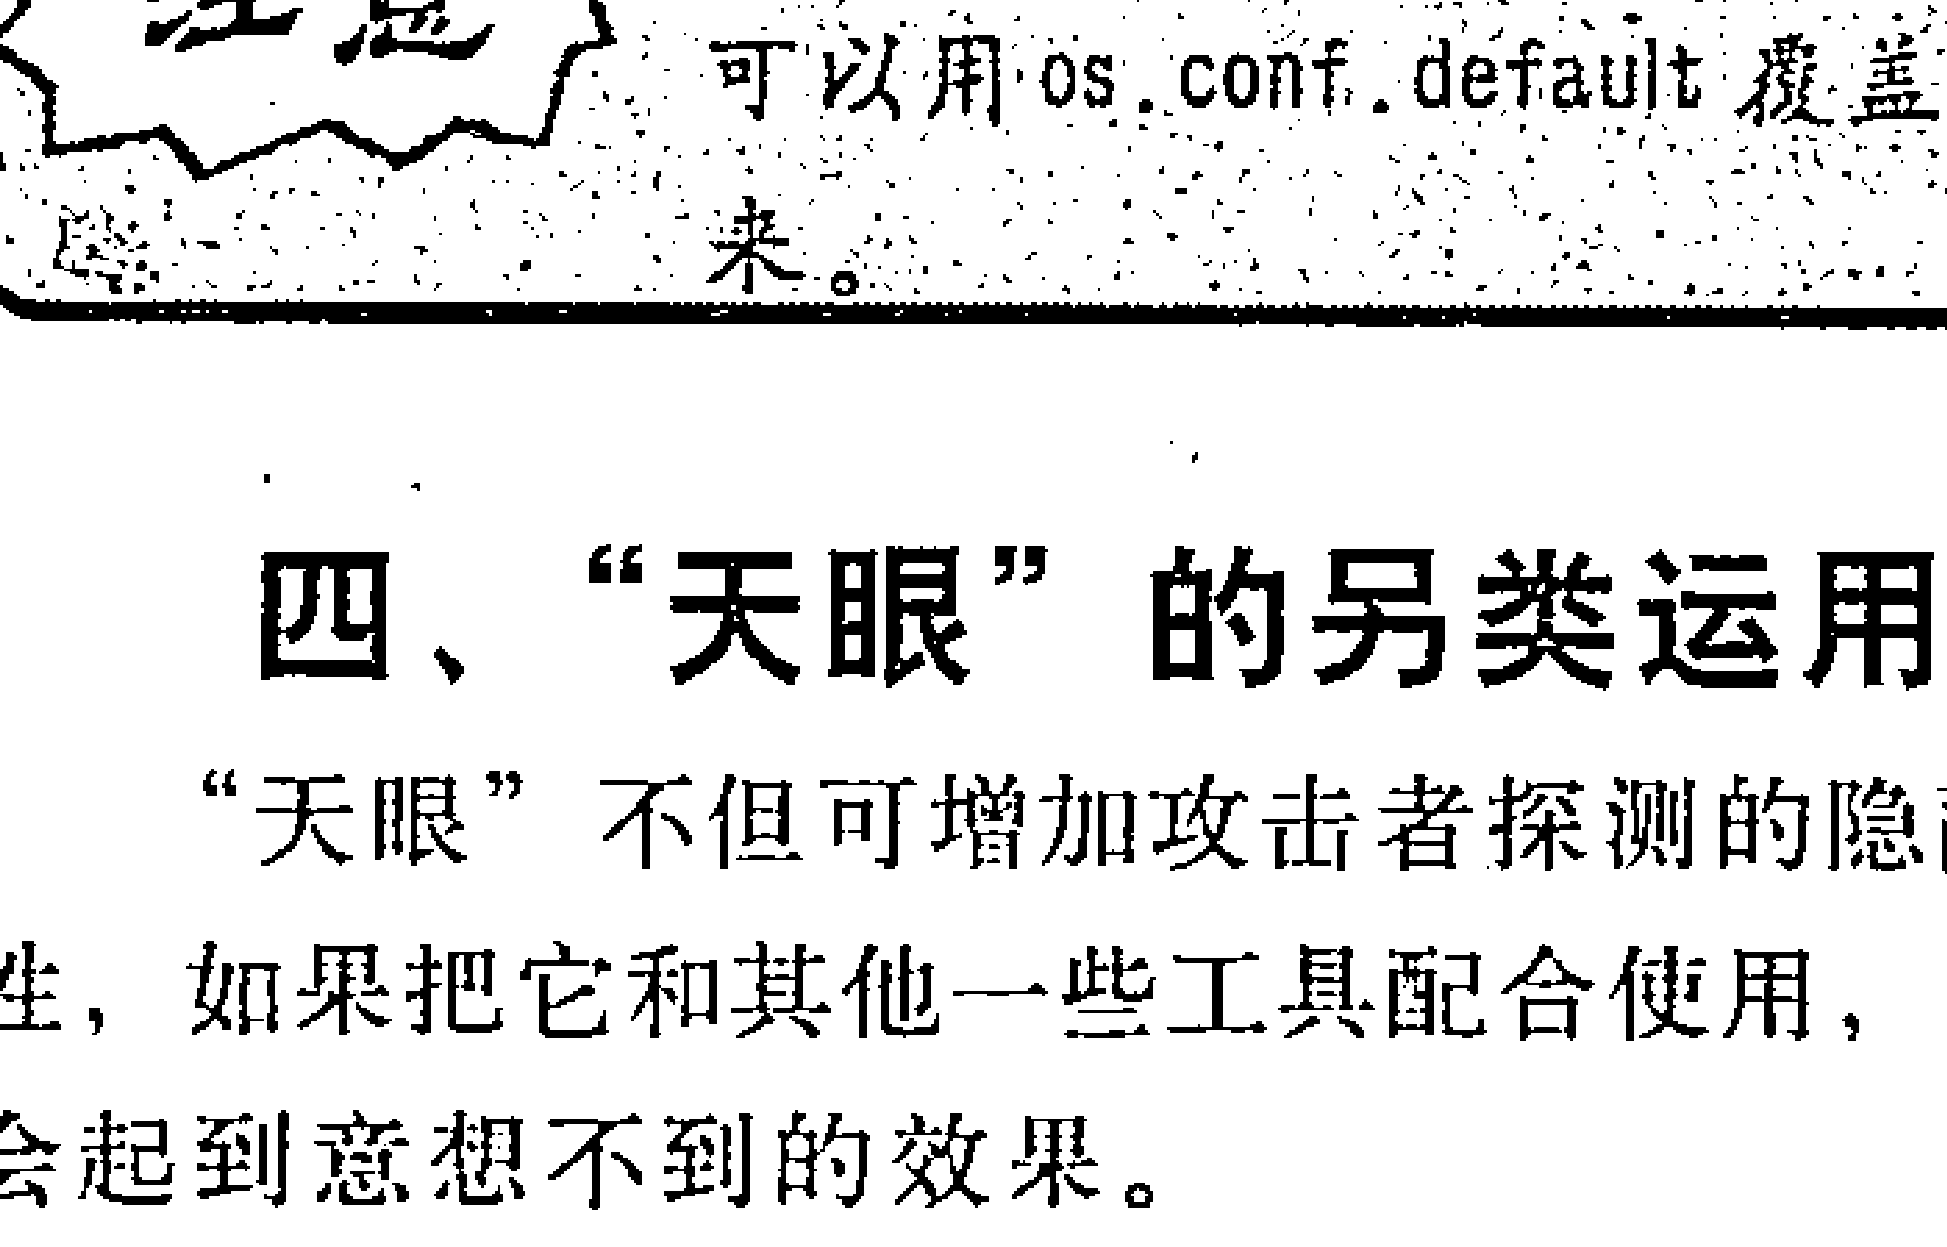 注意
可以用os.conf.default覆盖
来。
四、“天眼”的另类运用
“天眼”不但可增加攻击者探测的隐
性，如果把它和其他一些工具配合使用，
会起到意想不到的效果。